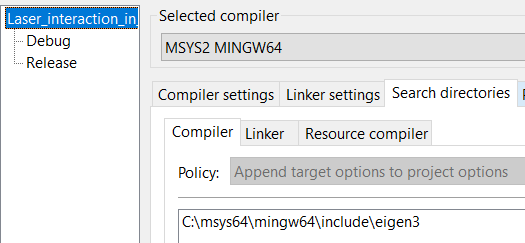 Laser_interaction_in_
Debug
Release
Selected compiler
MSYS2 MINGW64
Compiler settings
Linker settings
Search directories
Compiler
Linker
Resource compiler
Policy:
Append target options to project options
C:\msys64\mingw64\include\eigen3